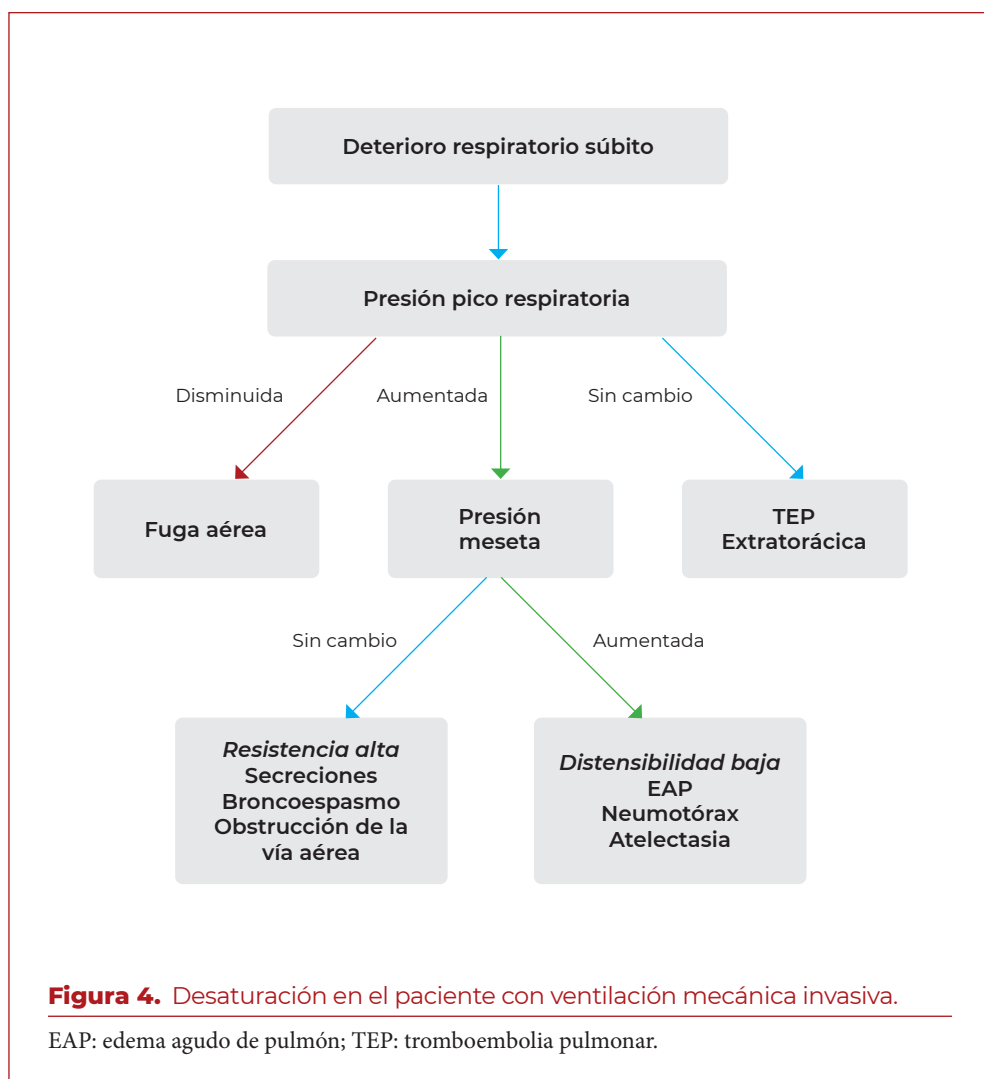 Deterioro respiratorio súbito
Presión pico respiratoria
Disminuida
Aumentada
Sin cambio
Fuga aérea
Presión
meseta
TEP
Extratorácica
Sin cambio
Aumentada
Resistencia alta
Secreciones
Broncoespasmo
Obstrucción de la
vía aérea
Distensibilidad baja
EAP
Neumotórax
Atelectasia
Figura 4. Desaturación en el paciente con ventilación mecánica invasiva.
EAP: edema agudo de pulmón; TEP: tromboembolia pulmonar.